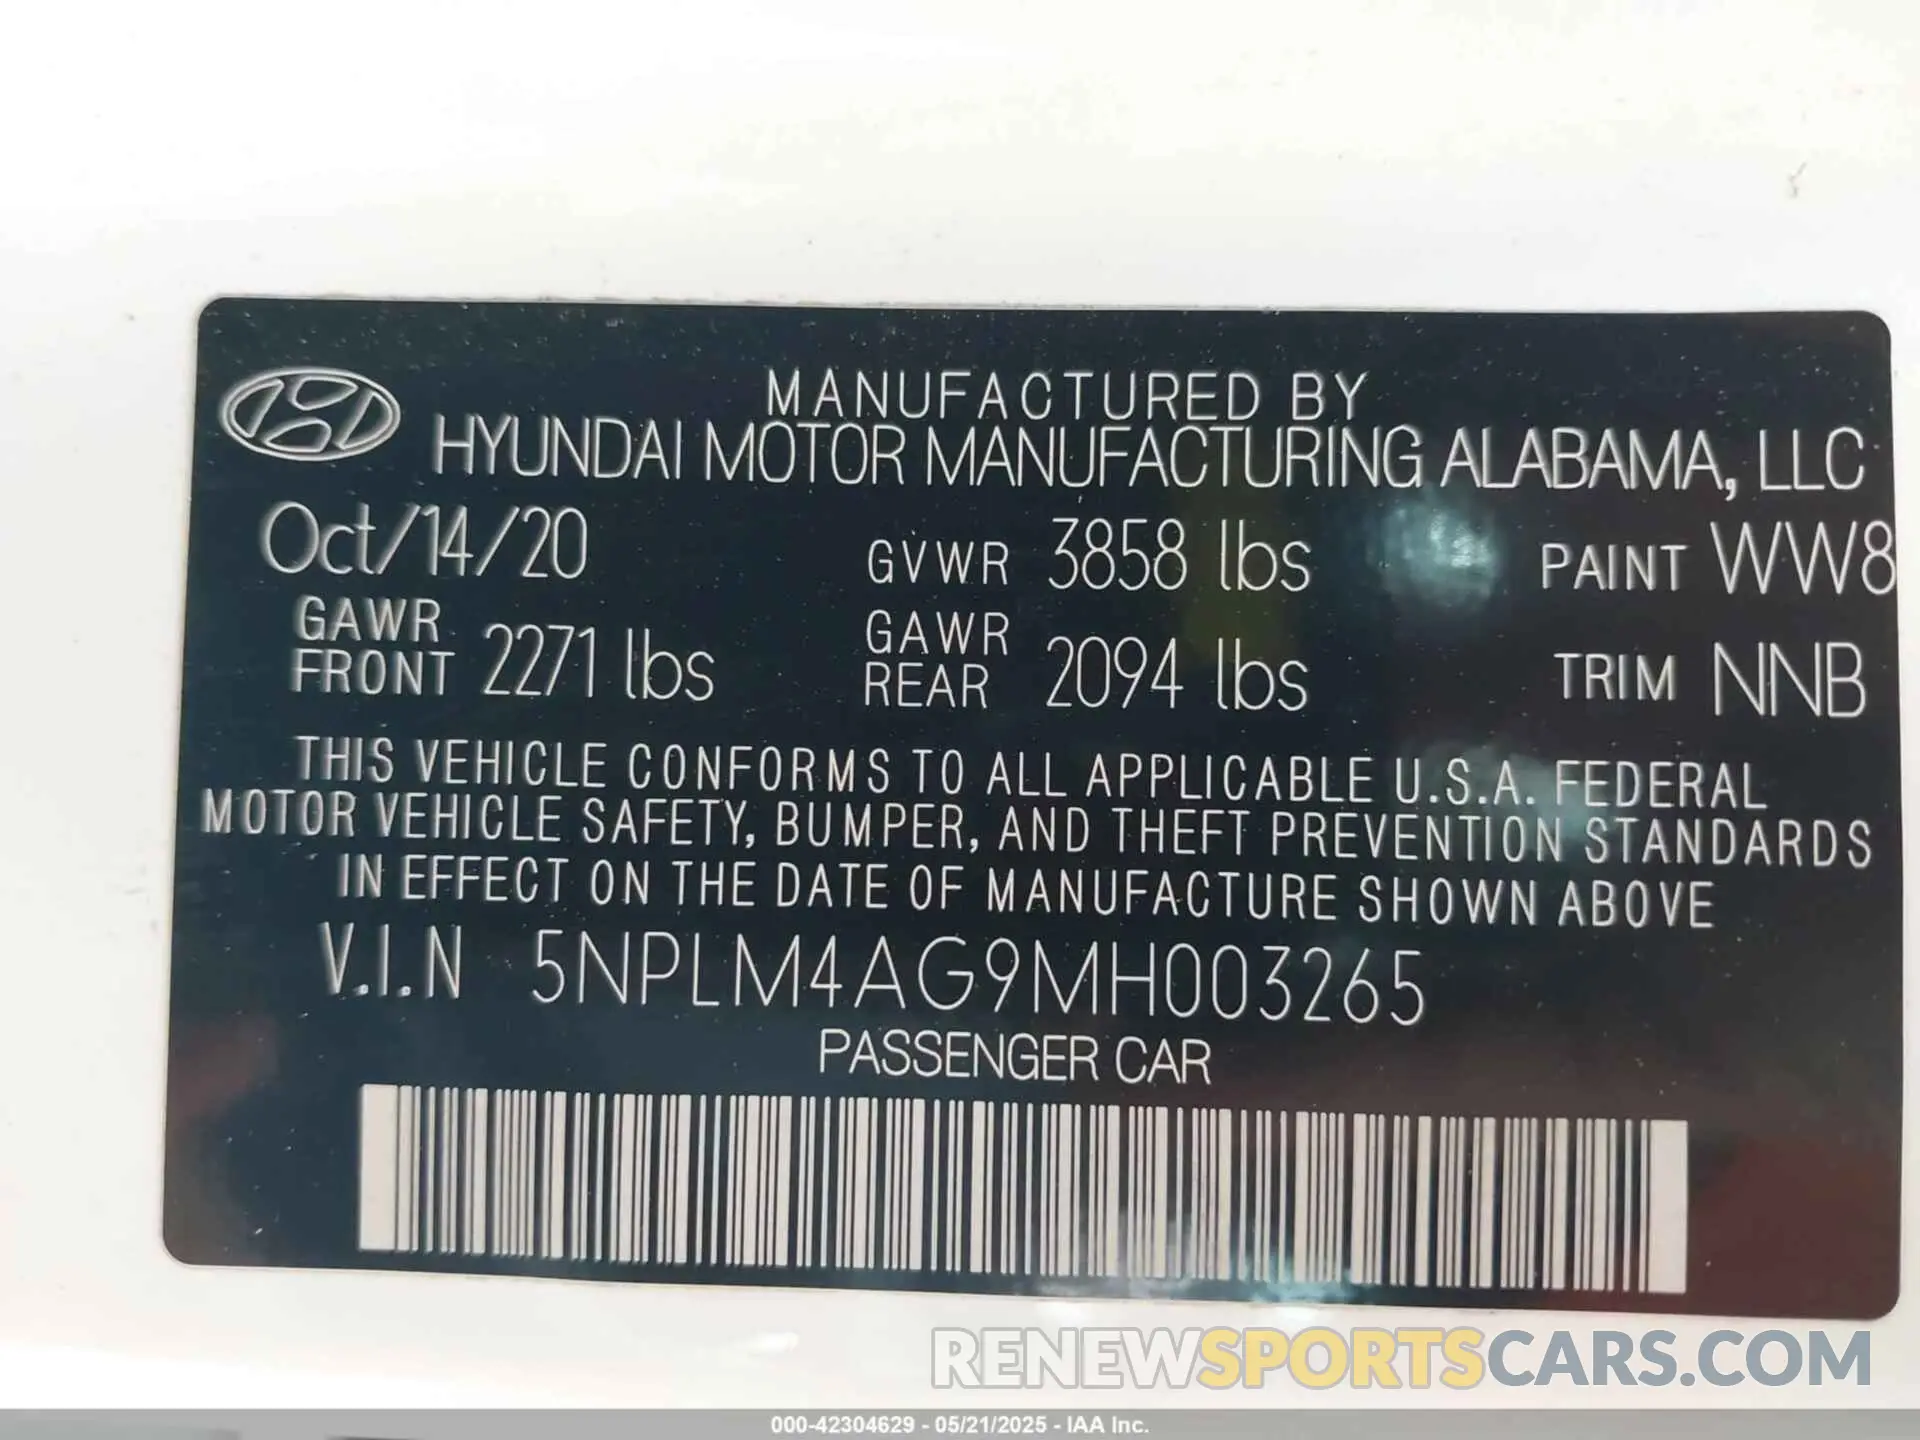 MANUFACTURED BY
HYUNDAI MOTOR MANUFACTURING ALABAMA, LLC
Oct/14/20 GVWR 3858 lbs PAINT WW8
GAWR FRONT 2271 lbs GAWR REAR 2094 lbs TRIM NNB
THIS VEHICLE CONFORMS TO ALL APPLICABLE U.S.A. FEDERAL
MOTOR VEHICLE SAFETY, BUMPER, AND THEFT PREVENTION STANDARDS
IN EFFECT ON THE DATE OF MANUFACTURE SHOWN ABOVE
V.I.N 5NPLM4AG9MH003265
PASSENGER CAR
RENEWSPORTSCARS.COM
000-42304629 - 05/21/2025 - IAA Inc.